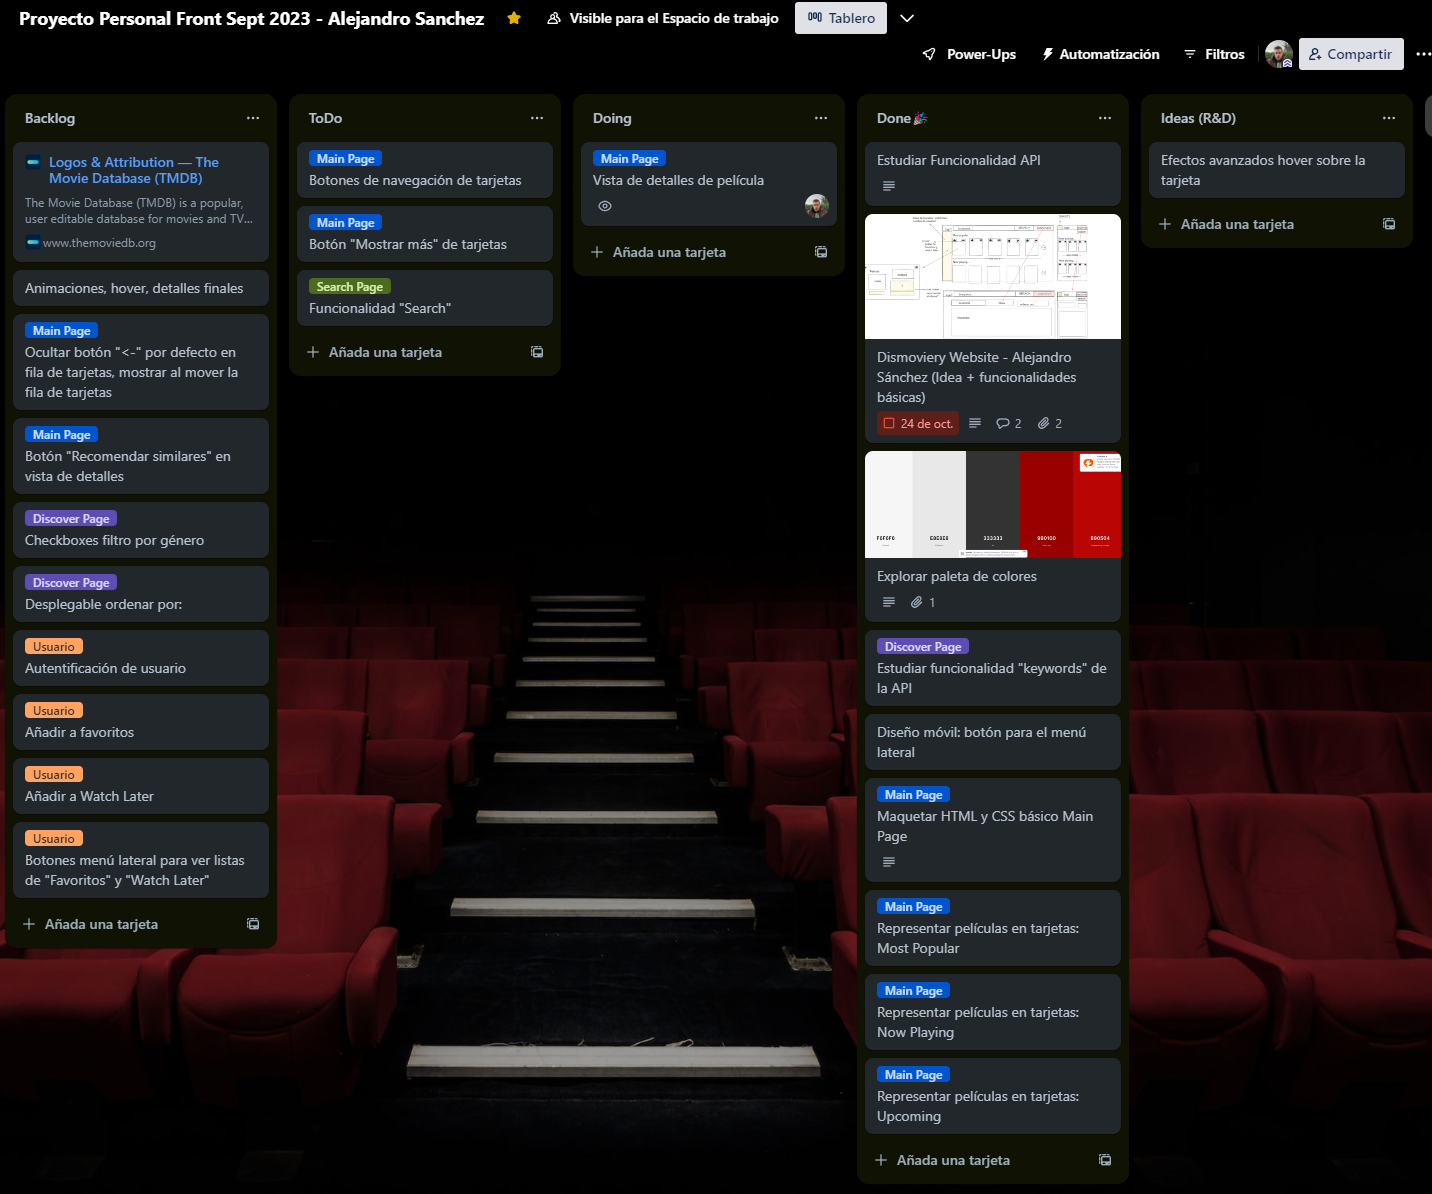 Proyecto Personal Front Sept 2023 - Alejandro Sanchez
Visible para el Espacio de trabajo
Tablero
Power-Ups
Automatización
Filtros
Compartir
Backlog
Logos & Attribution — The
Movie Database (TMDB)
The Movie Database (TMDB) is a popular,
user editable database for movies and TV...
www.themoviedb.org
Animaciones, hover, detalles finales
Main Page
Ocultar botón "<-" por defecto en
fila de tarjetas, mostrar al mover la
fila de tarjetas
Main Page
Botón "Recomendar similares" en
vista de detalles
Discover Page
Checkboxes filtro por género
Discover Page
Desplegable ordenar por:
Usuario
Autentificación de usuario
Usuario
Añadir a favoritos
Usuario
Añadir a Watch Later
Usuario
Botones menú lateral para ver listas
de "Favoritos" y "Watch Later"
Añada una tarjeta
ToDo
Main Page
Botones de navegación de tarjetas
Main Page
Botón "Mostrar más" de tarjetas
Search Page
Funcionalidad "Search"
Añada una tarjeta
Doing
Main Page
Vista de detalles de película
Añada una tarjeta
Done
Estudiar Funcionalidad API
Dismoviery Website - Alejandro
Sánchez (Idea + funcionalidades
básicas)
24 de oct.
2
2
333333
990100
Explorar paleta de colores
1
Discover Page
Estudiar funcionalidad "keywords" de
la API
Diseño móvil: botón para el menú
lateral
Main Page
Maquetar HTML y CSS básico Main
Page
Main Page
Representar películas en tarjetas:
Most Popular
Main Page
Representar películas en tarjetas:
Now Playing
Main Page
Representar películas en tarjetas:
Upcoming
Añada una tarjeta
Ideas (R&D)
Efectos avanzados hover sobre la
tarjeta
Añada una tarjeta